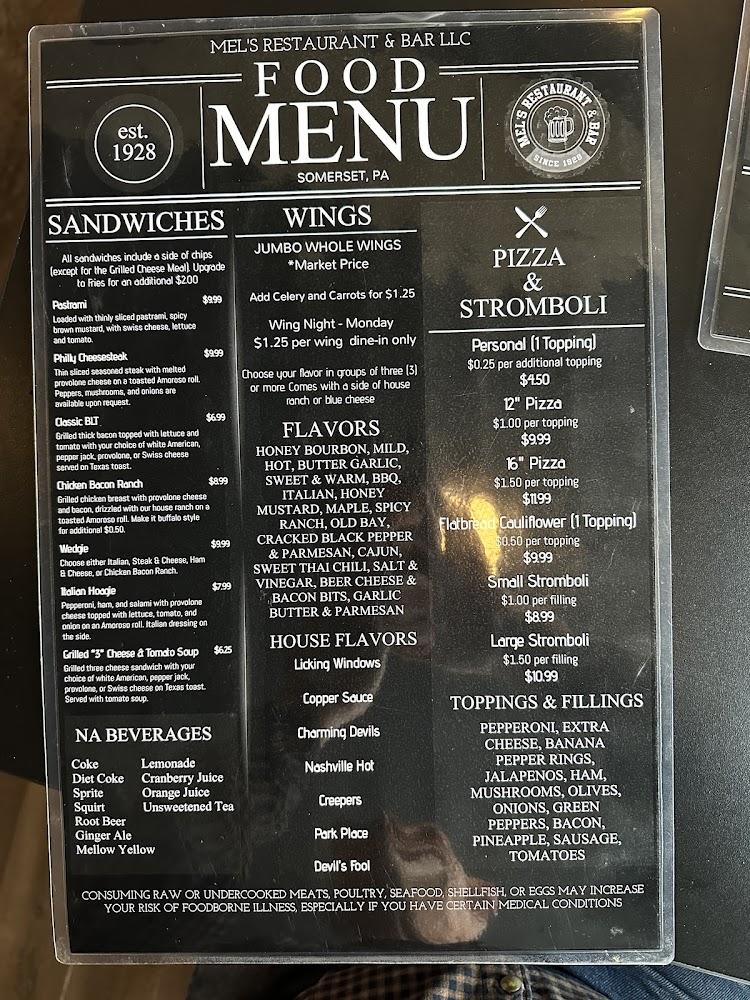 MEL'S RESTAURANT & BAR LLC
FOOD
MENU
SOMERSET, PA
est.
1928
MEL'S RESTAURANT & BAR
SINCE 1928
SANDWICHES
All sandwiches include a side of chips
(except for the Grilled Cheese Meal). Upgrade
to Fries for an additional $2.00
Pastrami $9.99
Loaded with thinly sliced pastrami, spicy
brown mustard, with swiss cheese, lettuce
and tomato.
Philly Cheesesteak $9.99
Thin sliced seasoned steak with melted
provolone cheese on a toasted Amoroso roll.
Peppers, mushrooms, and onions are
available upon request.
Classic BLT $6.99
Grilled thick bacon topped with lettuce and
tomato with your choice of white American,
pepper jack, provolone, or Swiss cheese
served on Texas toast.
Chicken Bacon Ranch $8.99
Grilled chicken breast with provolone cheese
and bacon, drizzled with our house ranch on a
toasted Amoroso roll. Make it buffalo style
for additional $0.50.
Wedgie $9.99
Choose either Italian, Steak & Cheese, Ham
& Cheese, or Chicken Bacon Ranch.
Italian Hoagie $7.99
Pepperoni, ham, and salami with provolone
cheese topped with lettuce, tomato, and
onion on an Amoroso roll. Italian dressing on
the side.
Grilled "3" Cheese & Tomato Soup $6.25
Grilled three cheese sandwich with your
choice of white American, pepper jack,
provolone, or Swiss cheese on Texas toast.
Served with tomato soup.
NA BEVERAGES
Coke
Diet Coke
Sprite
Squirt
Root Beer
Ginger Ale
Mellow Yellow
Lemonade
Cranberry Juice
Orange Juice
Unsweetened Tea
WINGS
JUMBO WHOLE WINGS
*Market Price
Add Celery and Carrots for $1.25
Wing Night - Monday
$1.25 per wing dine-in only
Choose your flavor in groups of three (3)
or more Comes with a side of house
ranch or blue cheese
FLAVORS
HONEY BOURBON, MILD,
HOT, BUTTER GARLIC,
SWEET & WARM, BBQ,
ITALIAN, HONEY
MUSTARD, MAPLE, SPICY
RANCH, OLD BAY,
CRACKED BLACK PEPPER
& PARMESAN, CAJUN,
SWEET THAI CHILI, SALT &
VINEGAR, BEER CHEESE &
BACON BITS, GARLIC
BUTTER & PARMESAN
HOUSE FLAVORS
Licking Windows
Copper Sauce
Charming Devils
Nashville Hot
Creepers
Park Place
Devil's Fool
PIZZA
&
STROMBOLI
Personal (1 Topping)
$0.25 per additional topping
$4.50
12" Pizza
$1.00 per topping
$9.99
16" Pizza
$1.50 per topping
$11.99
Flatbread Cauliflower (1 Topping)
$0.50 per topping
$9.99
Small Stromboli
$1.00 per filling
$8.99
Large Stromboli
$1.50 per filling
$10.99
TOPPINGS & FILLINGS
PEPPERONI, EXTRA
CHEESE, BANANA
PEPPER RINGS,
JALAPENOS, HAM,
MUSHROOMS, OLIVES,
ONIONS, GREEN
PEPPERS, BACON,
PINEAPPLE, SAUSAGE,
TOMATOES
CONSUMING RAW OR UNDERCOOKED MEATS, POULTRY, SEAFOOD, SHELLFISH, OR EGGS MAY INCREASE
YOUR RISK OF FOODBORNE ILLNESS, ESPECIALLY IF YOU HAVE CERTAIN MEDICAL CONDITIONS